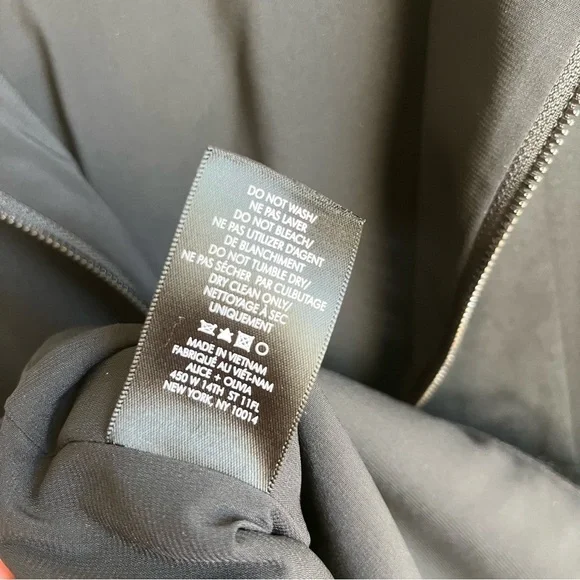 DO NOT WASH/
NE PAS LAVER
DO NOT BLEACH/
NE PAS UTILIZER D'AGENT
DE BLANCHIMENT
DO NOT TUMBLE DRY/
NE PAS SÉCHER PAR CULBUTAGE
DRY CLEAN ONLY/
NETTOYAGE À SEC
UNIQUEMENT
MADE IN VIETNAM
FABRIQUÉ AU VIÊT-NAM
ALICE + OLIVIA
450 W 14TH, ST 11FL
NEW YORK, NY 10014